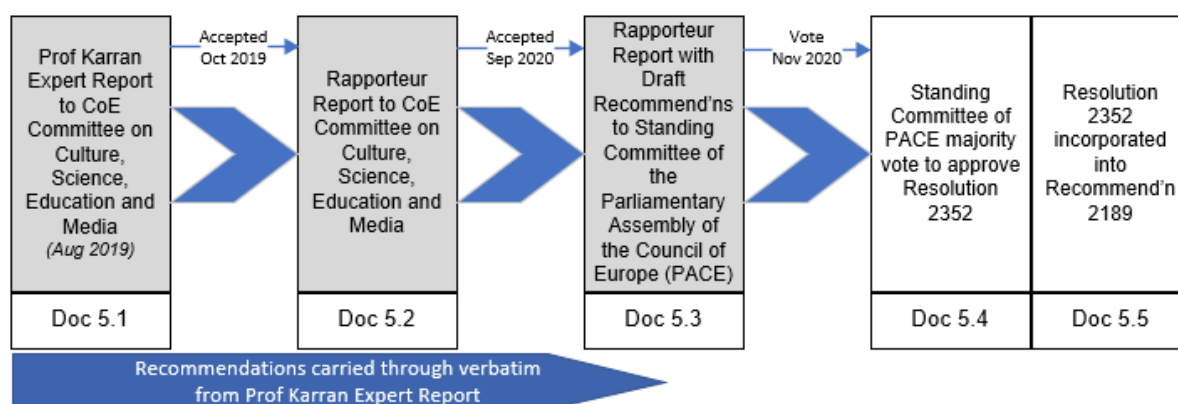 Prof Karran
Expert Report
to CoE
Committee on
Culture,
Science,
Education and
Media
(Aug 2019)
Doc 5.1
Accepted
Oct 2019
Rapporteur
Report to CoE
Committee on
Culture,
Science,
Education and
Media
Doc 5.2
Accepted
Sep 2020
Rapporteur
Report with
Draft
Recommend'ns
to Standing
Committee of
the
Parliamentary
Assembly of
the Council of
Europe (PACE)
Doc 5.3
Vote
Nov 2020
Standing
Committee of
PACE majority
vote to approve
Resolution
2352
Doc 5.4
Resolution
2352
incorporated
into
Recommend'n
2189
Doc 5.5
Recommendations carried through verbatim
from Prof Karran Expert Report